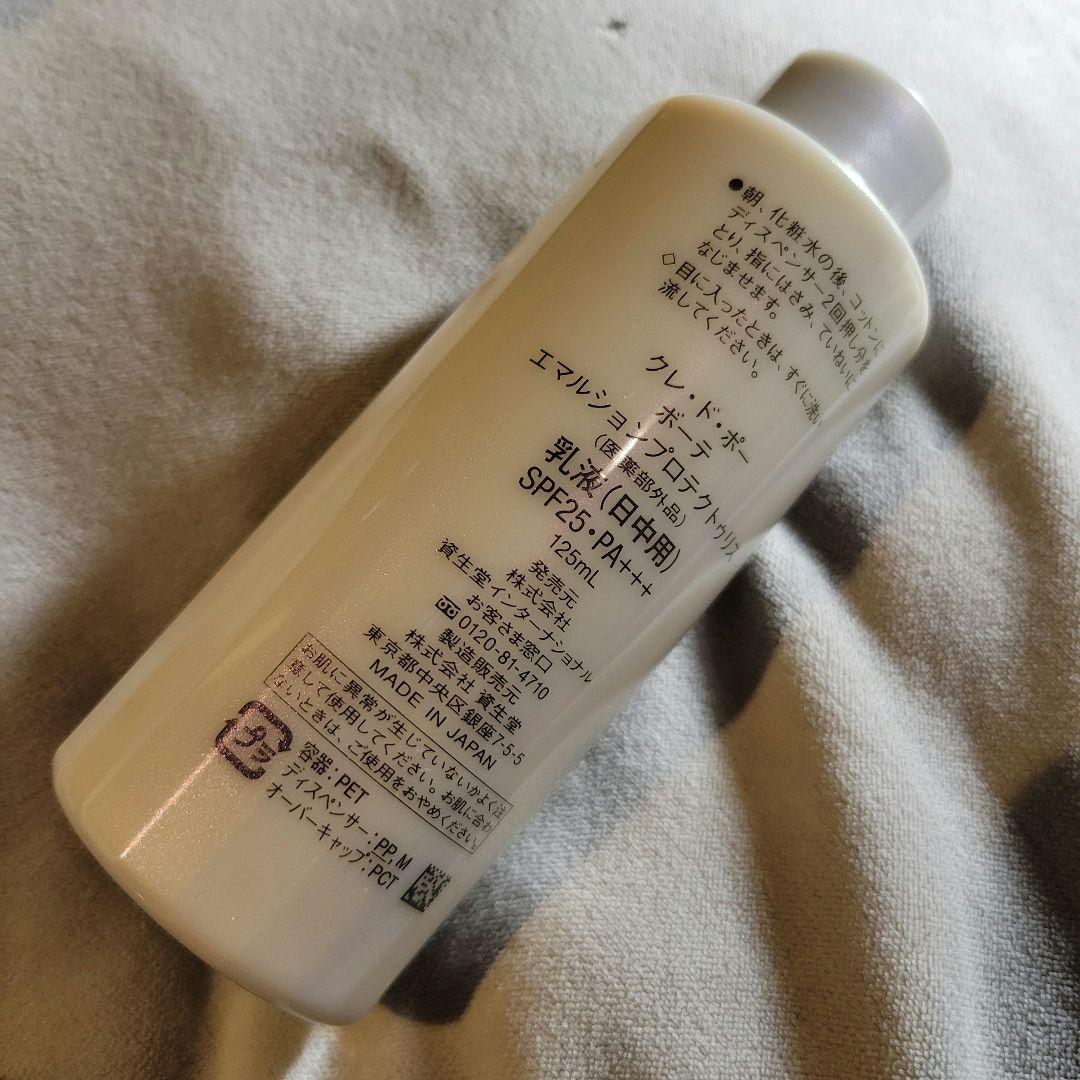 ●朝、化粧水の後、コットンに
ディスペンサー2回押し分を
とり、指にはさみ、ていねいに
なじませます。
◇目に入ったときは、すぐに洗い
流してください。
クレ・ド・ポー
ボーテ
エマルションプロテクトゥリス
(医薬部外品)
乳液(日中用)
SPF25・PA+++
125mL
発売元
株式会社
資生堂インターナショナル
お客さま窓口
0120-81-4710
製造販売元
株式会社 資生堂
東京都中央区銀座7-5-5
MADE IN JAPAN
お肌に異常が生じていないかよく注
意して使用してください。お肌に合わ
ないときは、ご使用をおやめください。
プラ
容器:PET
ディスペンサー:PP,M
オーバーキャップ:PCT